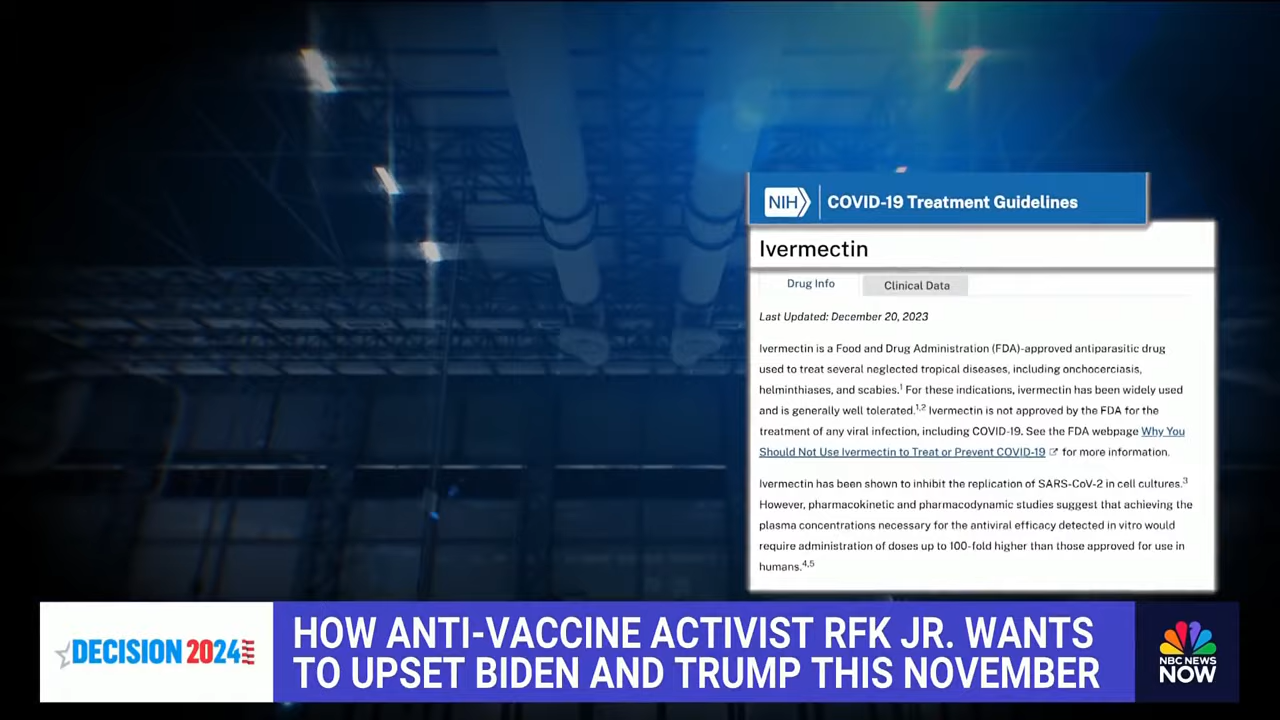 NIH
COVID-19 Treatment Guidelines
Ivermectin
Drug Info
Clinical Data
Last Updated: December 20, 2023
Ivermectin is a Food and Drug Administration (FDA)-approved antiparasitic drug
used to treat several neglected tropical diseases, including onchocerciasis,
helminthiases, and scabies.1 For these indications, ivermectin has been widely used
and is generally well tolerated.1,2 Ivermectin is not approved by the FDA for the
treatment of any viral infection, including COVID-19. See the FDA webpage Why You
Should Not Use Ivermectin to Treat or Prevent COVID-19 for more information.
Ivermectin has been shown to inhibit the replication of SARS-CoV-2 in cell cultures.3
However, pharmacokinetic and pharmacodynamic studies suggest that achieving the
plasma concentrations necessary for the antiviral efficacy detected in vitro would
require administration of doses up to 100-fold higher than those approved for use in
humans.4,5
DECISION 2024
HOW ANTI-VACCINE ACTIVIST RFK JR. WANTS
TO UPSET BIDEN AND TRUMP THIS NOVEMBER
NBC NEWS
NOW